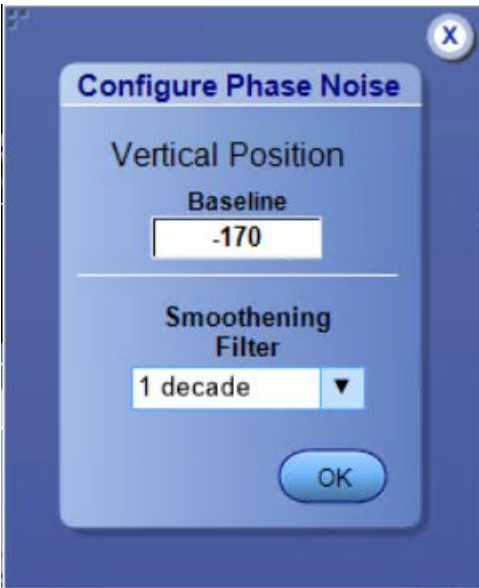 X
Configure Phase Noise
Vertical Position
Baseline
-170
Smoothening
Filter
1 decade
OK